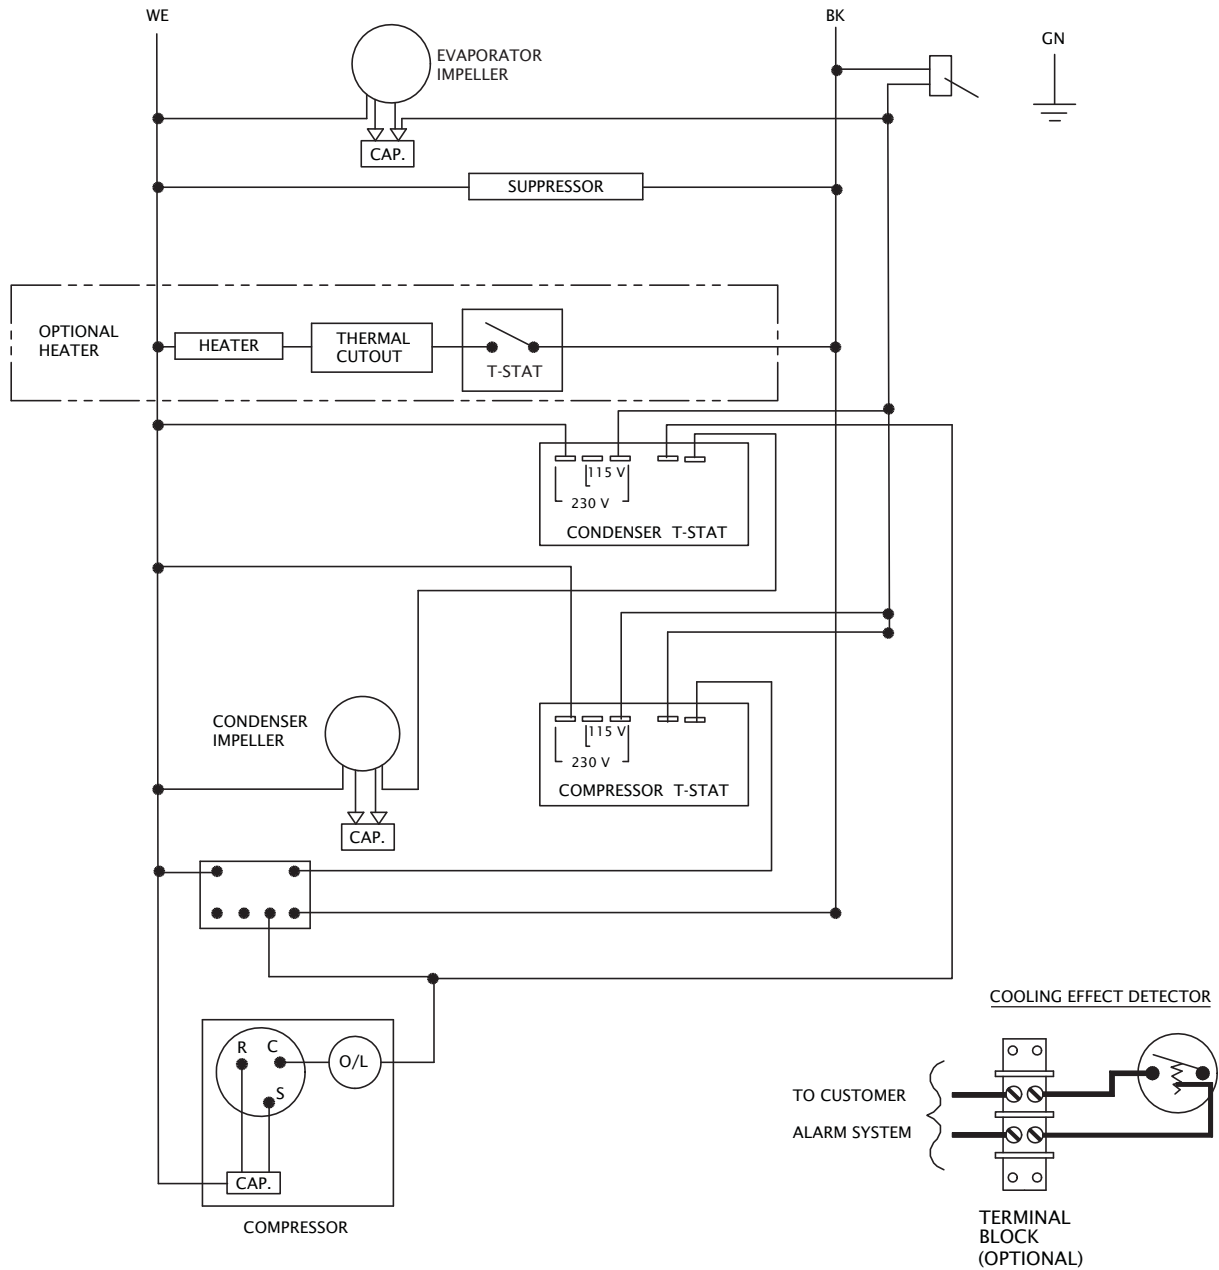 WE
BK
GN
EVAPORATOR
IMPELLER
CAP.
SUPPRESSOR
OPTIONAL
HEATER
HEATER
THERMAL
CUTOUT
T-STAT
115 V
230 V
CONDENSER T-STAT
CONDENSER
IMPELLER
CAP.
115 V
230 V
COMPRESSOR T-STAT
R
C
S
O/L
CAP.
COMPRESSOR
COOLING EFFECT DETECTOR
TO CUSTOMER
ALARM SYSTEM
TERMINAL
BLOCK
(OPTIONAL)